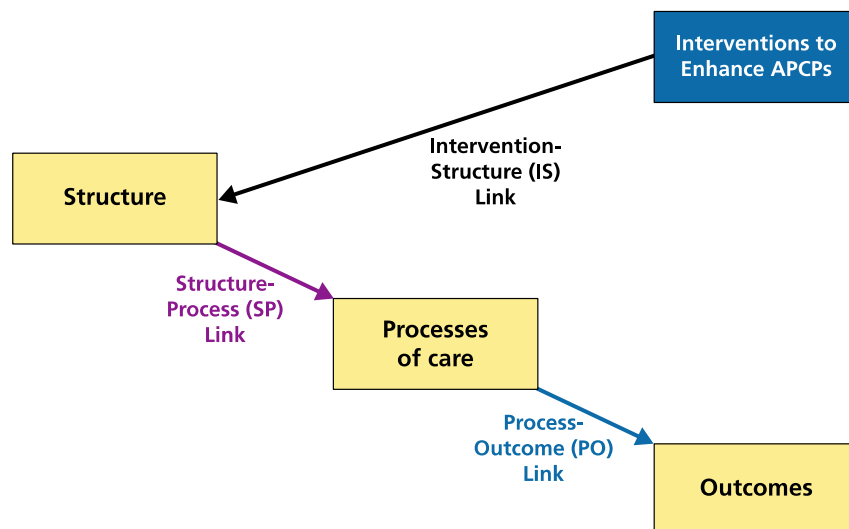 Interventions to
Enhance APCPs
Intervention-
Structure (IS)
Link
Structure
Structure-
Process (SP)
Link
Processes
of care
Process-
Outcome (PO)
Link
Outcomes